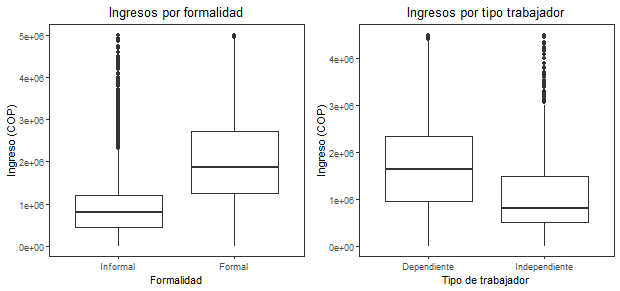 Ingresos por formalidad
Ingreso (COP)
5e+06
4e+06
3e+06
2e+06
1e+06
0e+00
Informal
Formal
Formalidad
Ingresos por tipo trabajador
Ingreso (COP)
4e+06
3e+06
2e+06
1e+06
0e+00
Dependiente
Independiente
Tipo de trabajador